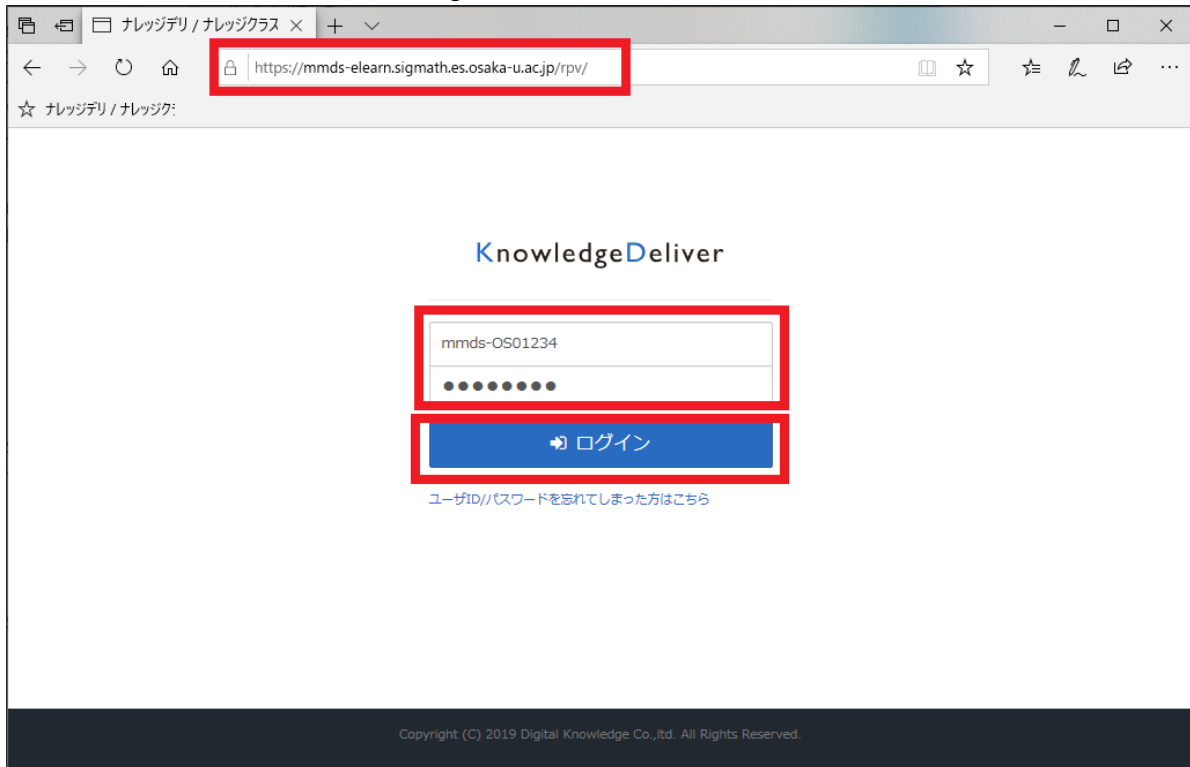 ナレッジデリ / ナレッジクラス
https://mmds-elearn.sigmath.es.osaka-u.ac.jp/rpv/
ナレッジデリ / ナレッジク
KnowledgeDeliver
mmds-OS01234
●●●●●●●●
ログイン
ユーザID/パスワードを忘れてしまった方はこちら
Copyright (C) 2019 Digital Knowledge Co.,ltd. All Rights Reserved.